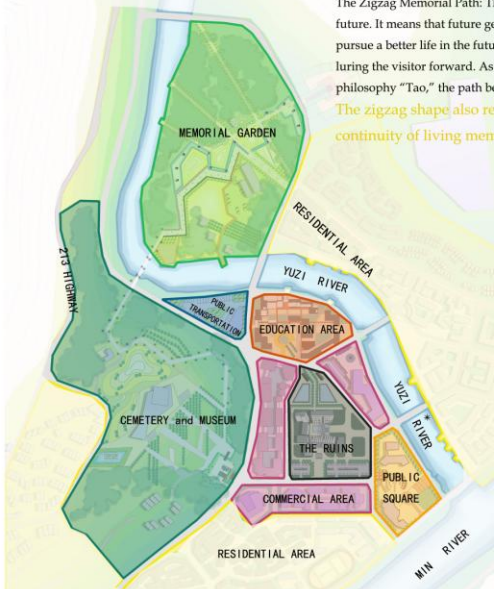 The Zigzag Memorial Path: T
future. It means that future ge
pursue a better life in the futu
luring the visitor forward. As
philosophy “Tao,” the path be
The zigzag shape also re
continuity of living mem
MEMORIAL GARDEN
RESIDENTIAL AREA
213 HIGHWAY
YUZI RIVER
PUBLIC
TRANSPORTATION
EDUCATION AREA
CEMETERY and MUSEUM
YUZI
RIVER
THE RUINS
PUBLIC
SQUARE
COMMERCIAL AREA
RESIDENTIAL AREA
MIN RIVER